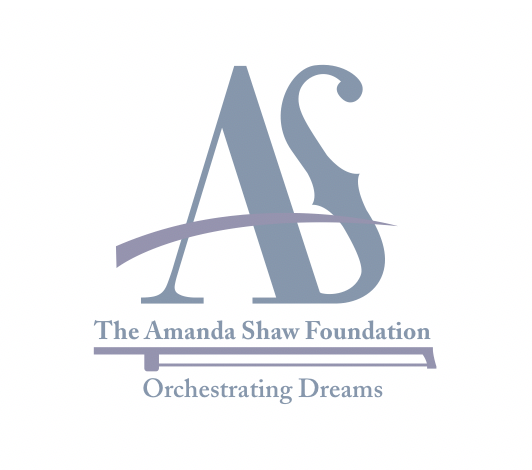 AS
The Amanda Shaw Foundation
Orchestrating Dreams